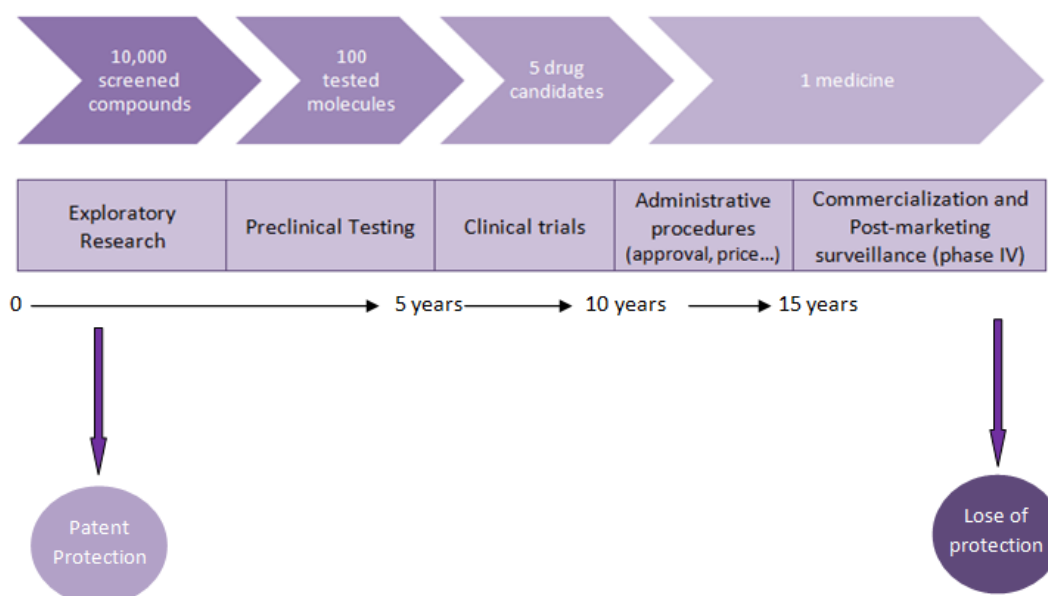 10,000
screened
compounds
100
tested
molecules
5 drug
candidates
1 medicine
Exploratory
Research
Preclinical Testing
Clinical trials
Administrative
procedures
(approval, price...)
Commercialization and
Post-marketing
surveillance (phase IV)
0
5 years
10 years
15 years
Patent
Protection
Lose of
protection